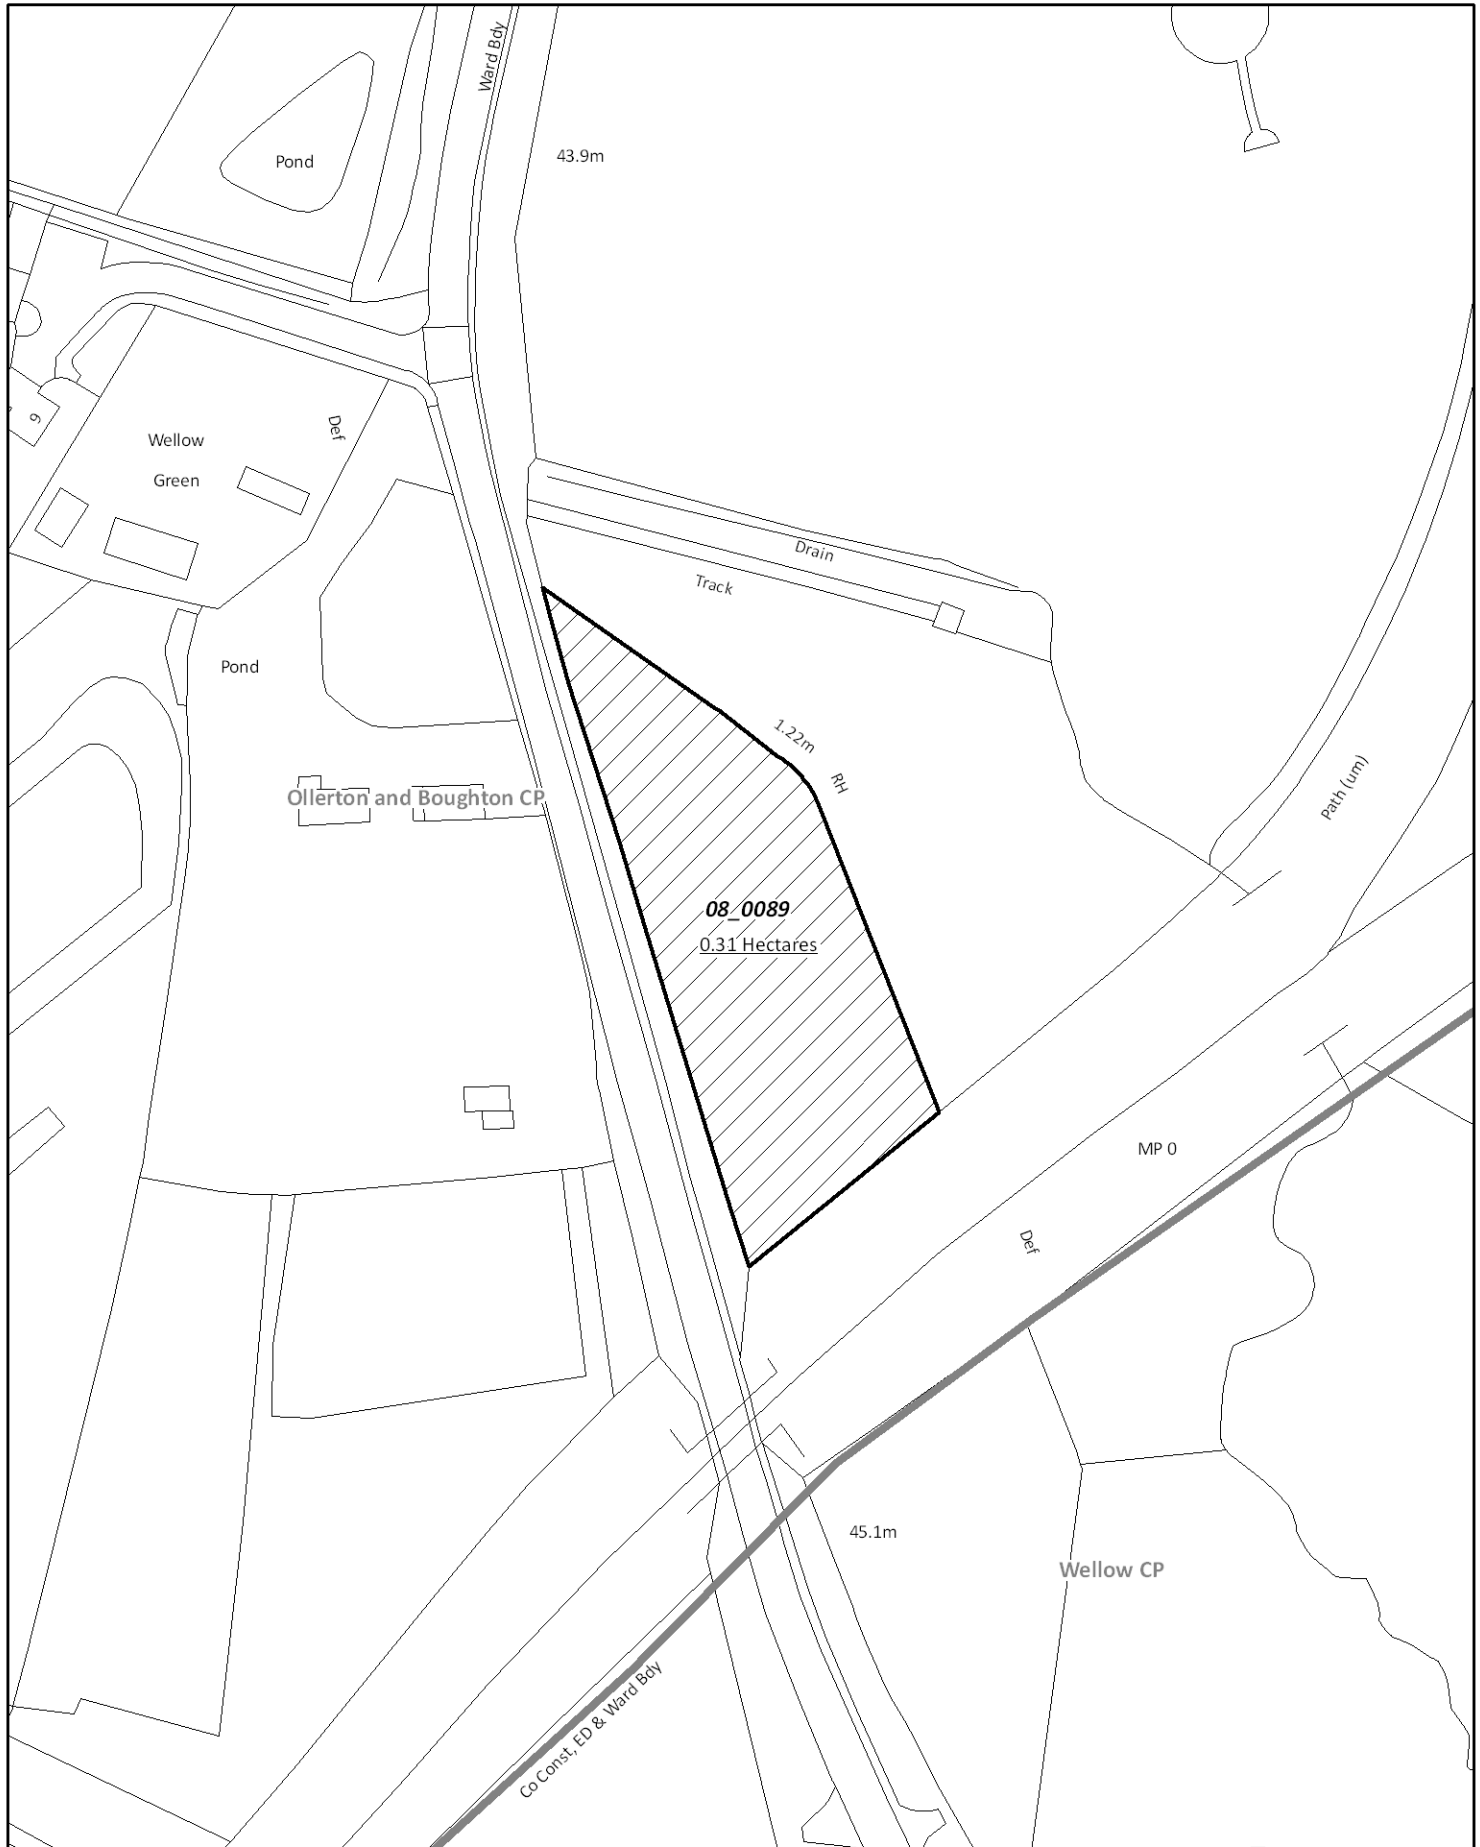 Ward Bdy
43.9m
Pond
Def
9
Wellow
Green
Drain
Track
Pond
1.22m
RH
Path (um)
Ollerton and Boughton CP
08_0089
0.31 Hectares
MP 0
Def
45.1m
Wellow CP
Co Const, ED & Ward Bdy